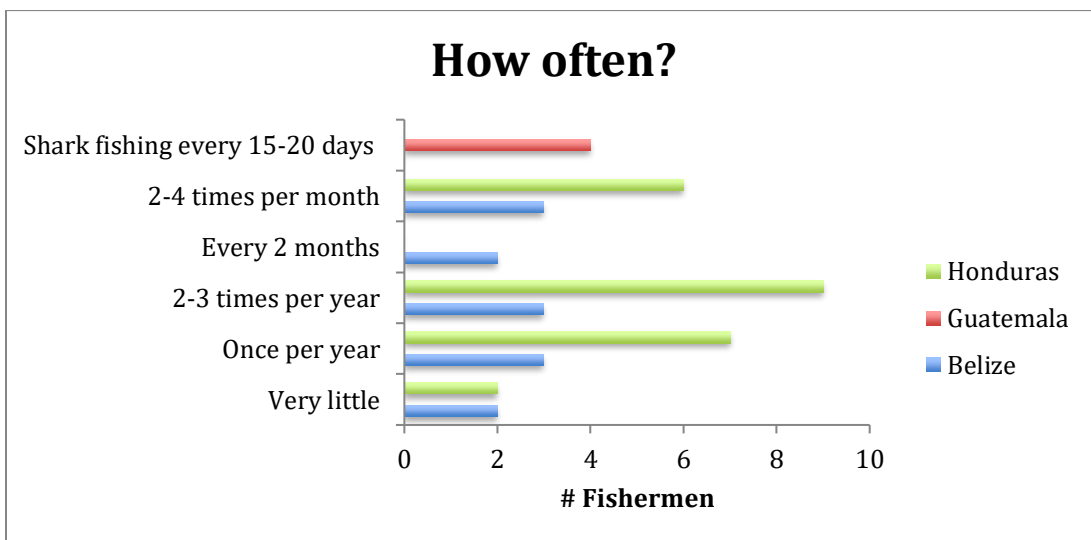 How often?
Shark fishing every 15-20 days
2-4 times per month
Every 2 months
2-3 times per year
Once per year
Very little
0 2 4 6 8 10
# Fishermen
Honduras
Guatemala
Belize